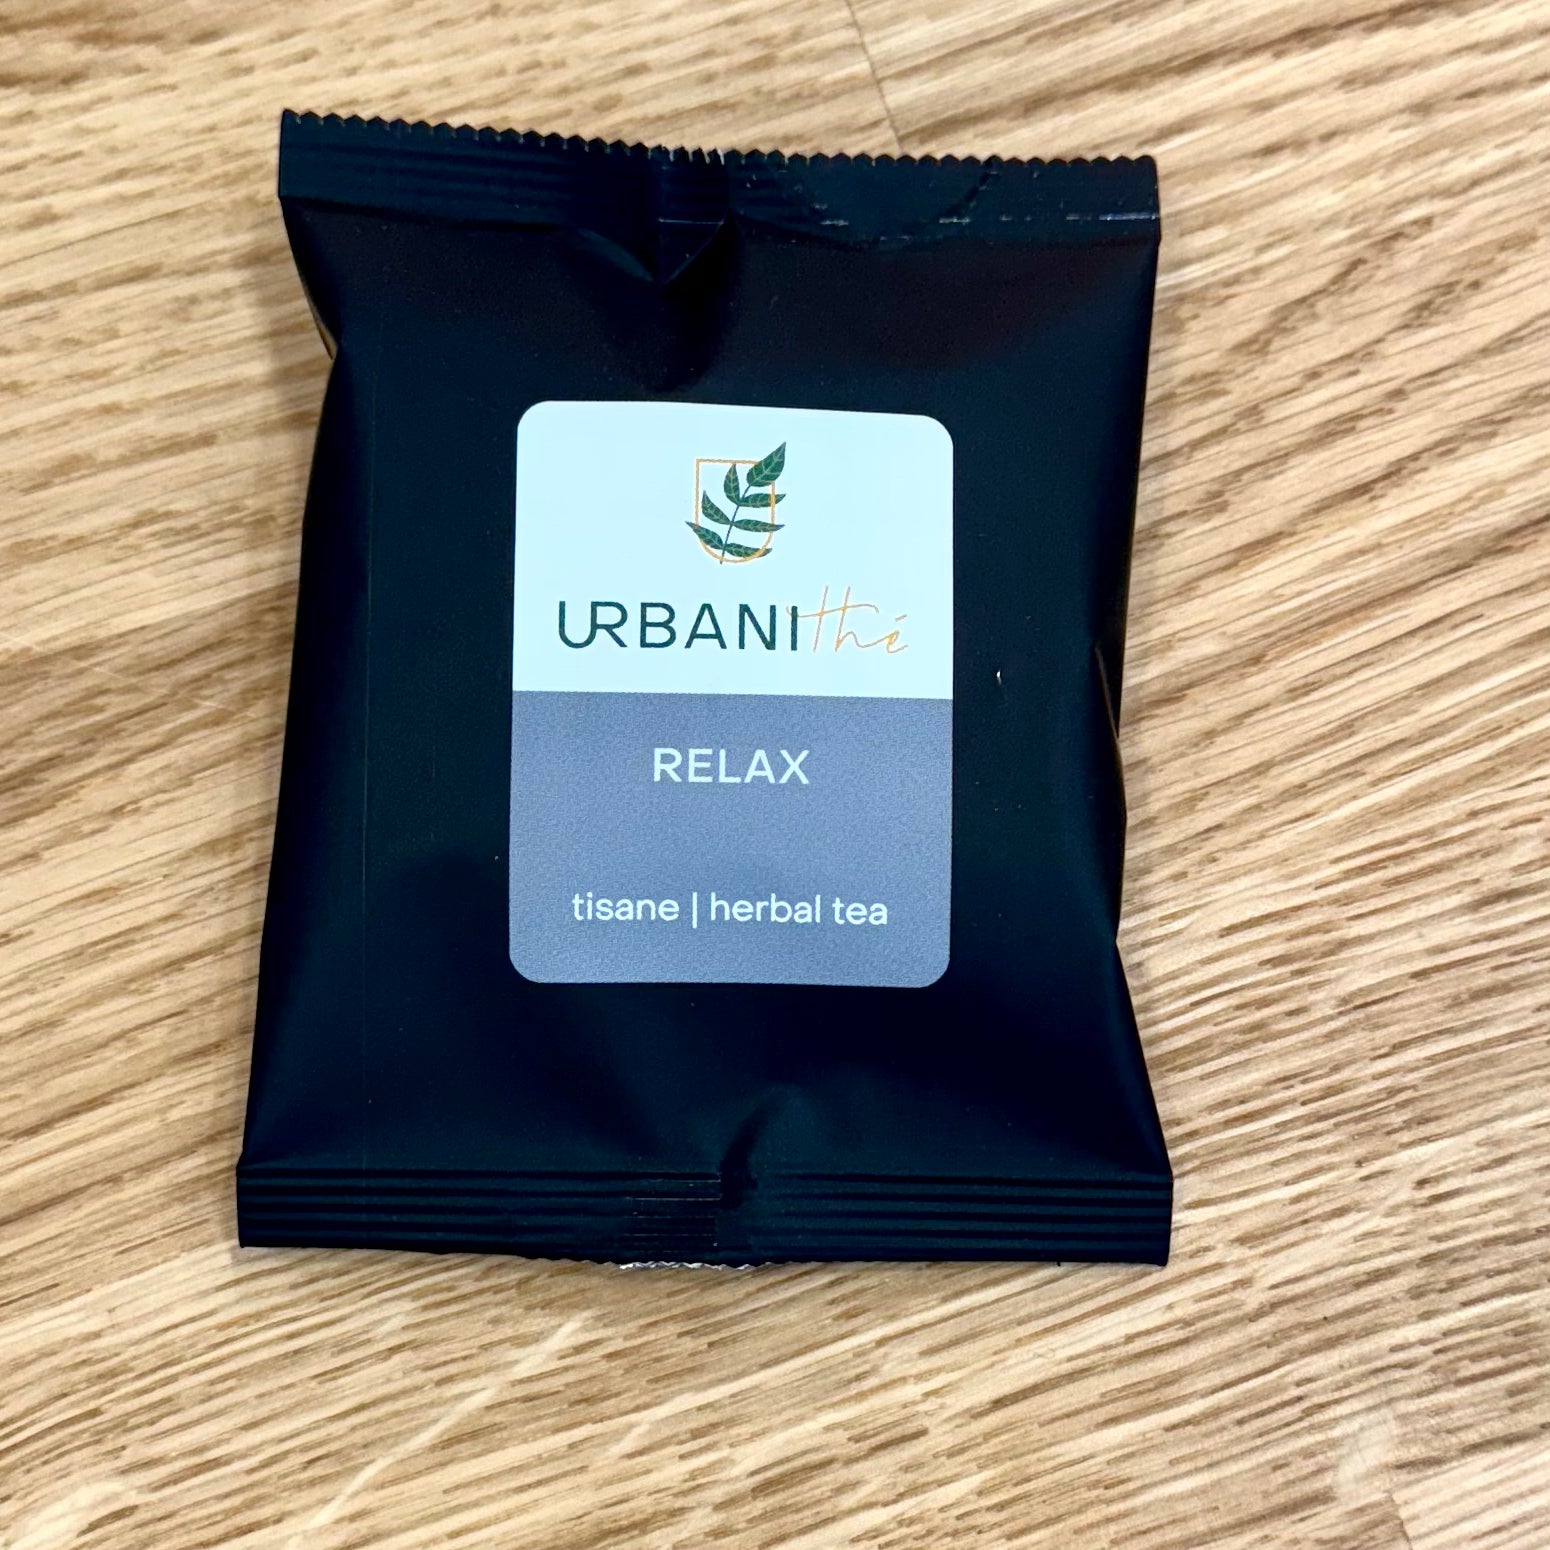 URBANIthé
RELAX
tisane | herbal tea